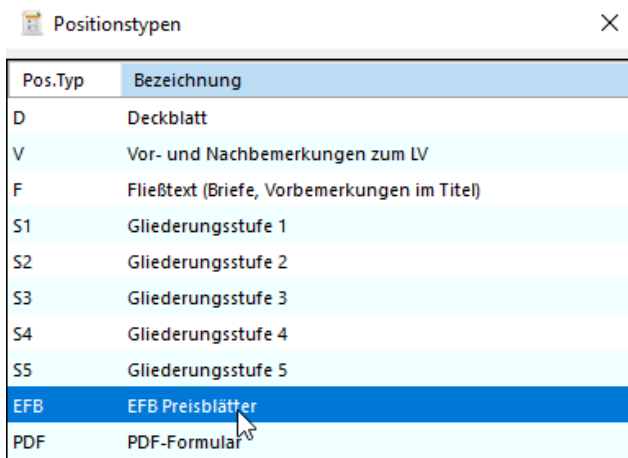 Positionstypen
Pos.Typ Bezeichnung
D Deckblatt
V Vor- und Nachbemerkungen zum LV
F Fließtext (Briefe, Vorbemerkungen im Titel)
S1 Gliederungsstufe 1
S2 Gliederungsstufe 2
S3 Gliederungsstufe 3
S4 Gliederungsstufe 4
S5 Gliederungsstufe 5
EFB EFB Preisblätter
PDF PDF-Formular